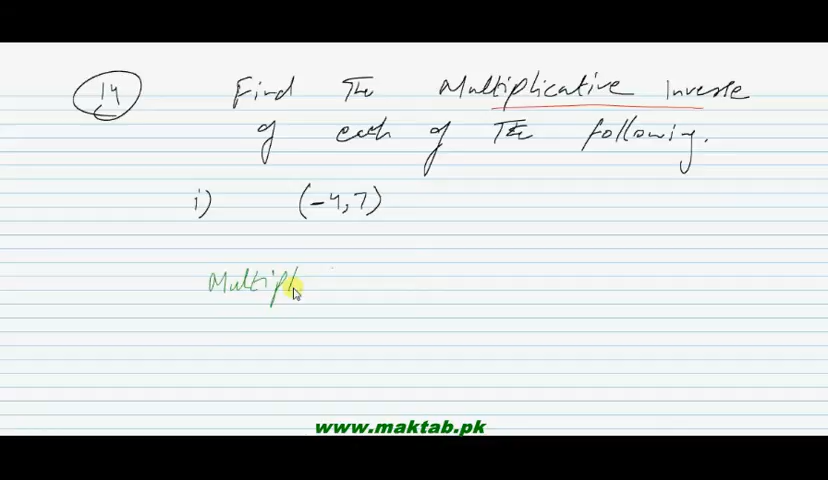 14 Find The Multiplicative Inverse
of each of The following.
i) (-4,7)
Multipl
www.maktab.pk